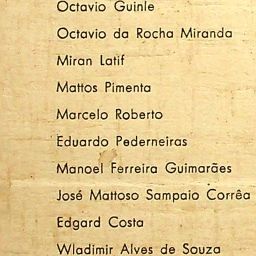 Octavio Guinle
Octavio da Rocha Miranda
Miran Latif
Mattos Pimenta
Marcelo Roberto
Eduardo Pederneiras
Manoel Ferreira Guimarães
José Mattoso Sampaio Corrêa
Edgard Costa
Wladimir Alves de Souza